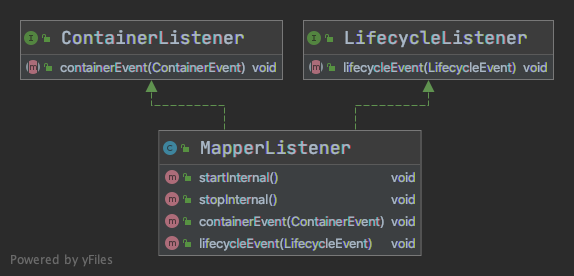 ContainerListener
containerEvent(ContainerEvent) void
LifecycleListener
lifecycleEvent(LifecycleEvent) void
MapperListener
startInternal() void
stopInternal() void
containerEvent(ContainerEvent) void
lifecycleEvent(LifecycleEvent) void
Powered by yFiles